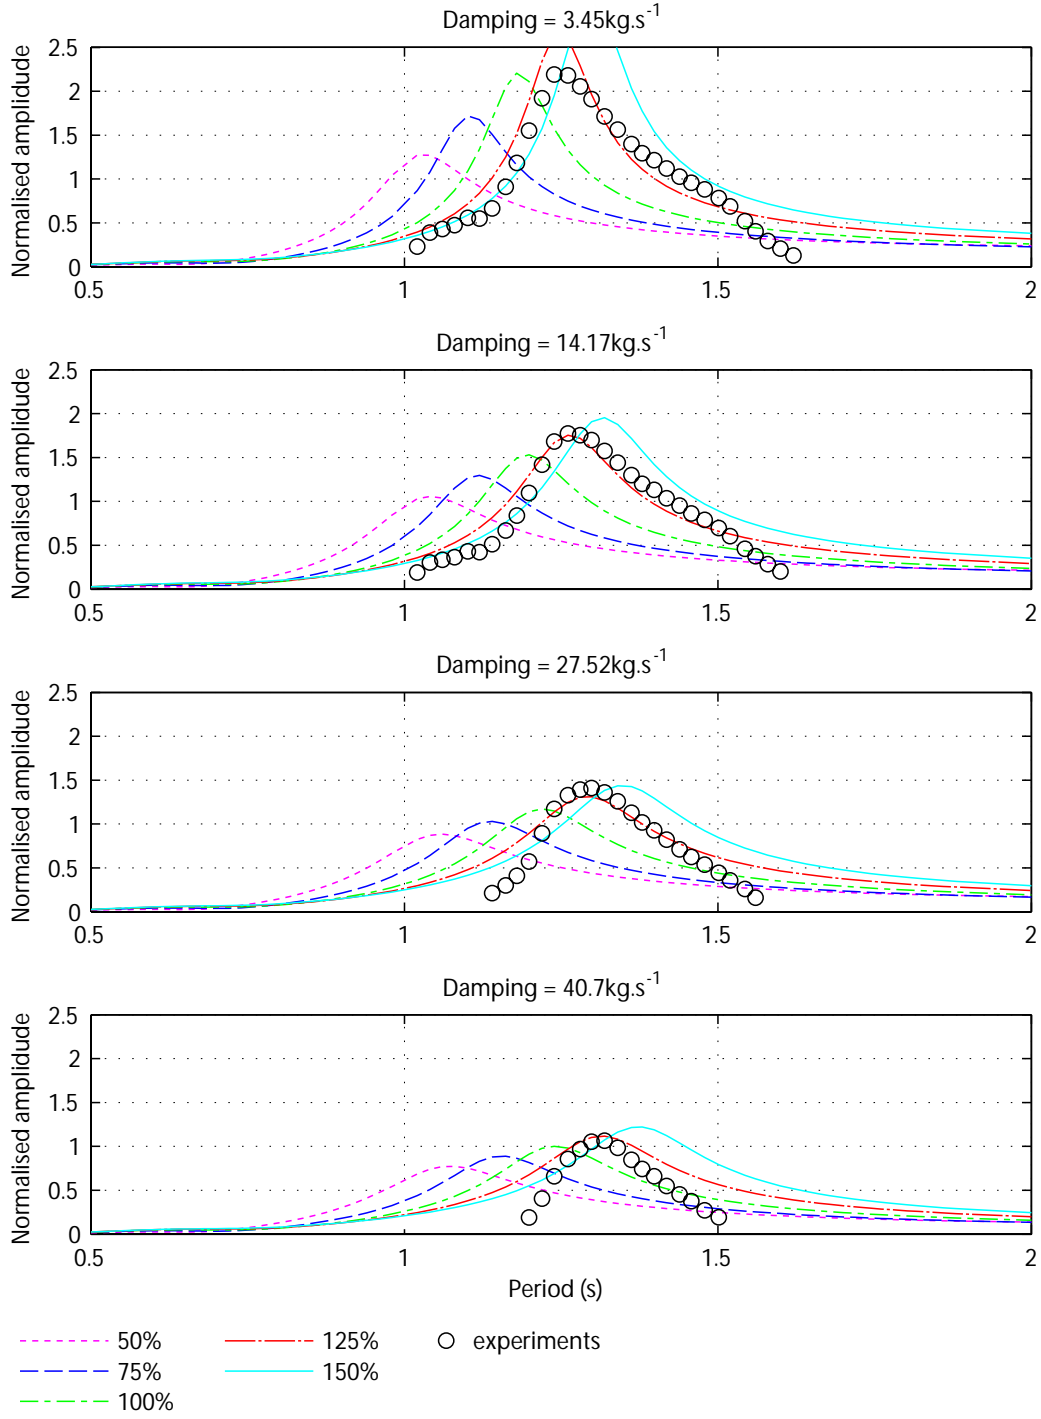 Damping = 3.45kg.s-1
Normalised amplidude
2.5
2
1.5
1
0.5
0
0.5 1 1.5 2
Damping = 14.17kg.s-1
Normalised amplidude
2.5
2
1.5
1
0.5
0
0.5 1 1.5 2
Damping = 27.52kg.s-1
Normalised amplidude
2.5
2
1.5
1
0.5
0
0.5 1 1.5 2
Damping = 40.7kg.s-1
Normalised amplidude
2.5
2
1.5
1
0.5
0
0.5 1 1.5 2
Period (s)
50% 125% experiments
75% 150%
100%